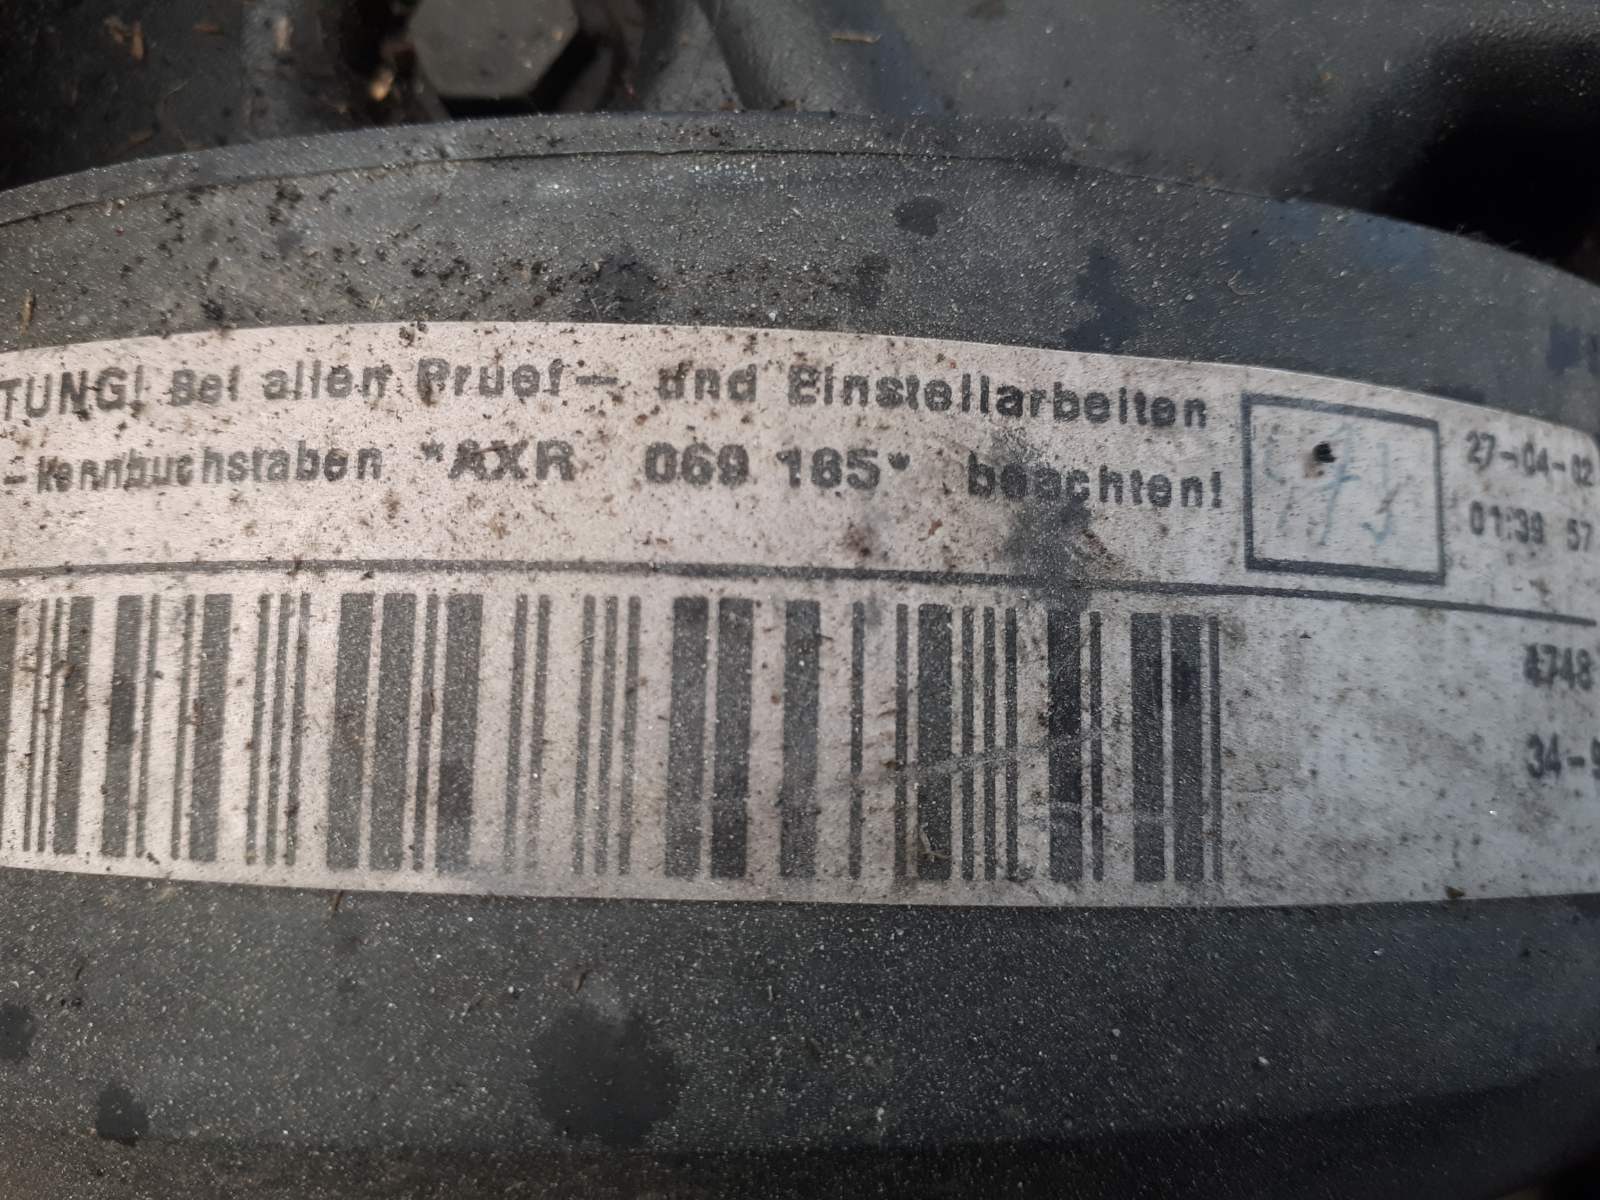 TUNG! Bei allen Pruef- und Einstellarbeiten
-Kennbuchstaben *AXR 069 165* beachten!
27-04-02
01:39 57
4748
34-9